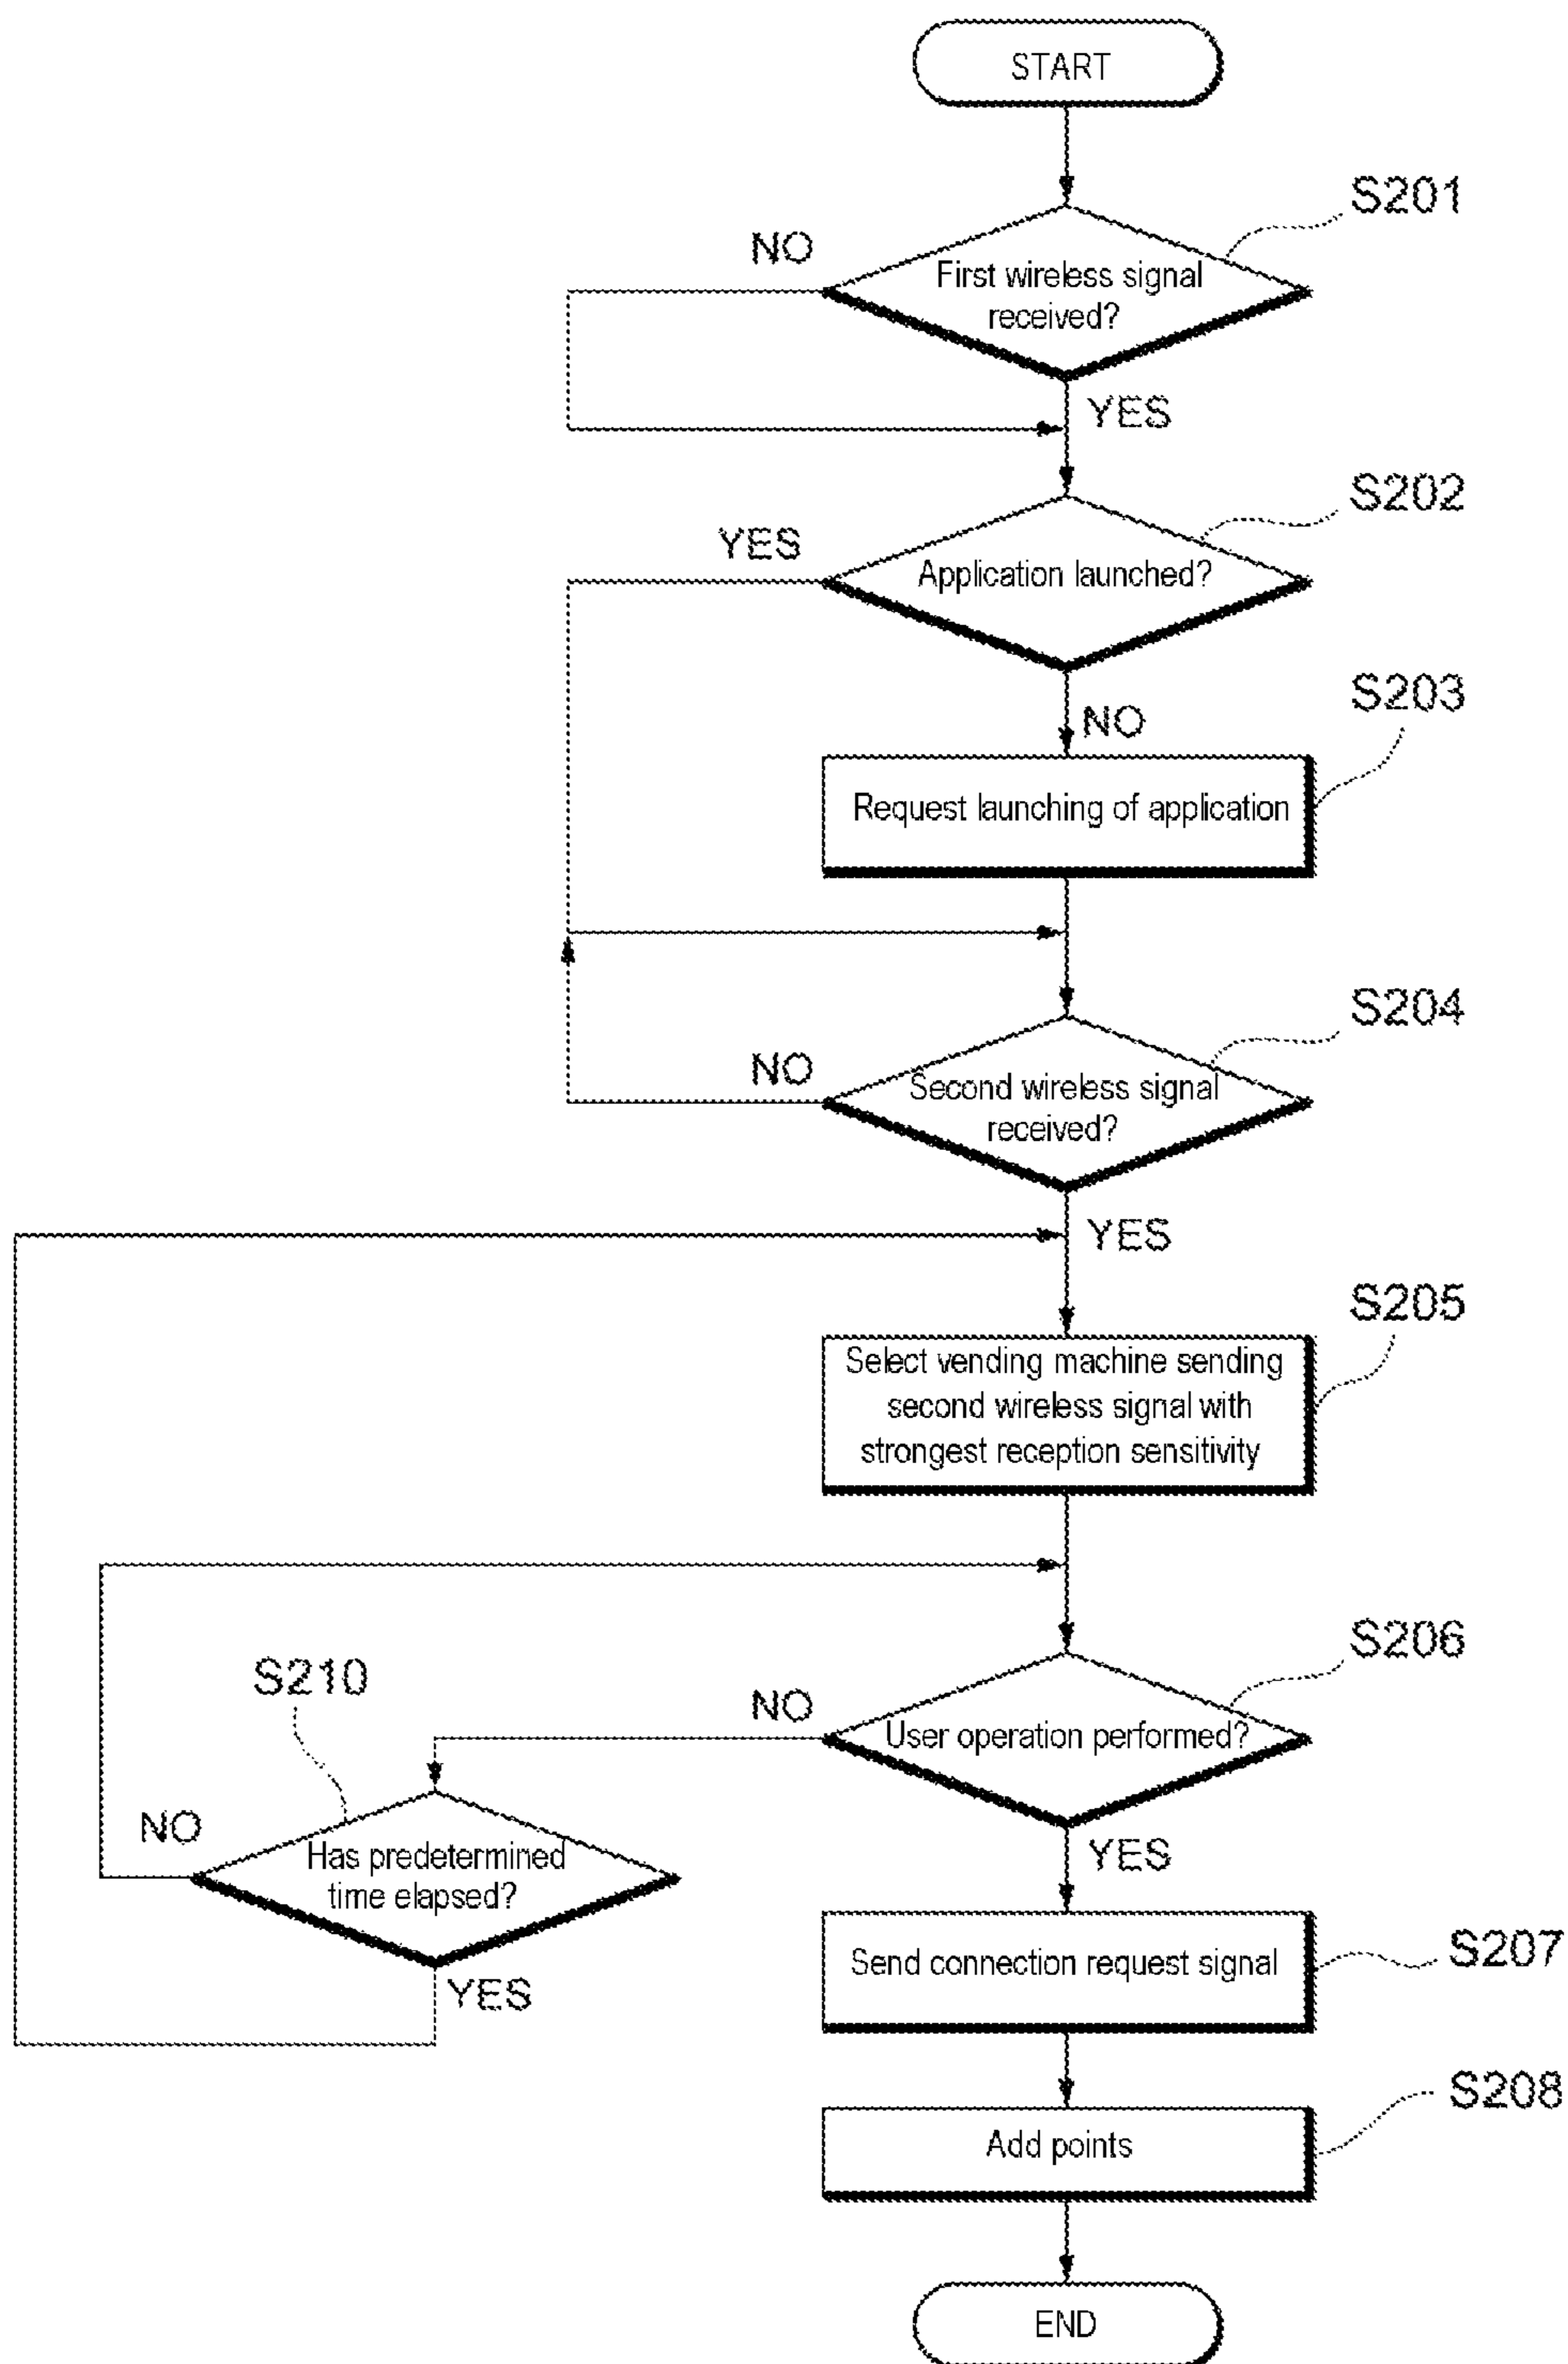 START
S201
NO
First wireless signal
received?
YES
S202
YES
Application launched?
S203
NO
Request launching of application
S204
NO
Second wireless signal
received?
YES
S205
Select vending machine sending
second wireless signal with
strongest reception sensitivity
S206
S210
NO
User operation performed?
NO
Has predetermined
time elapsed?
YES
S207
Send connection request signal
YES
S208
Add points
END